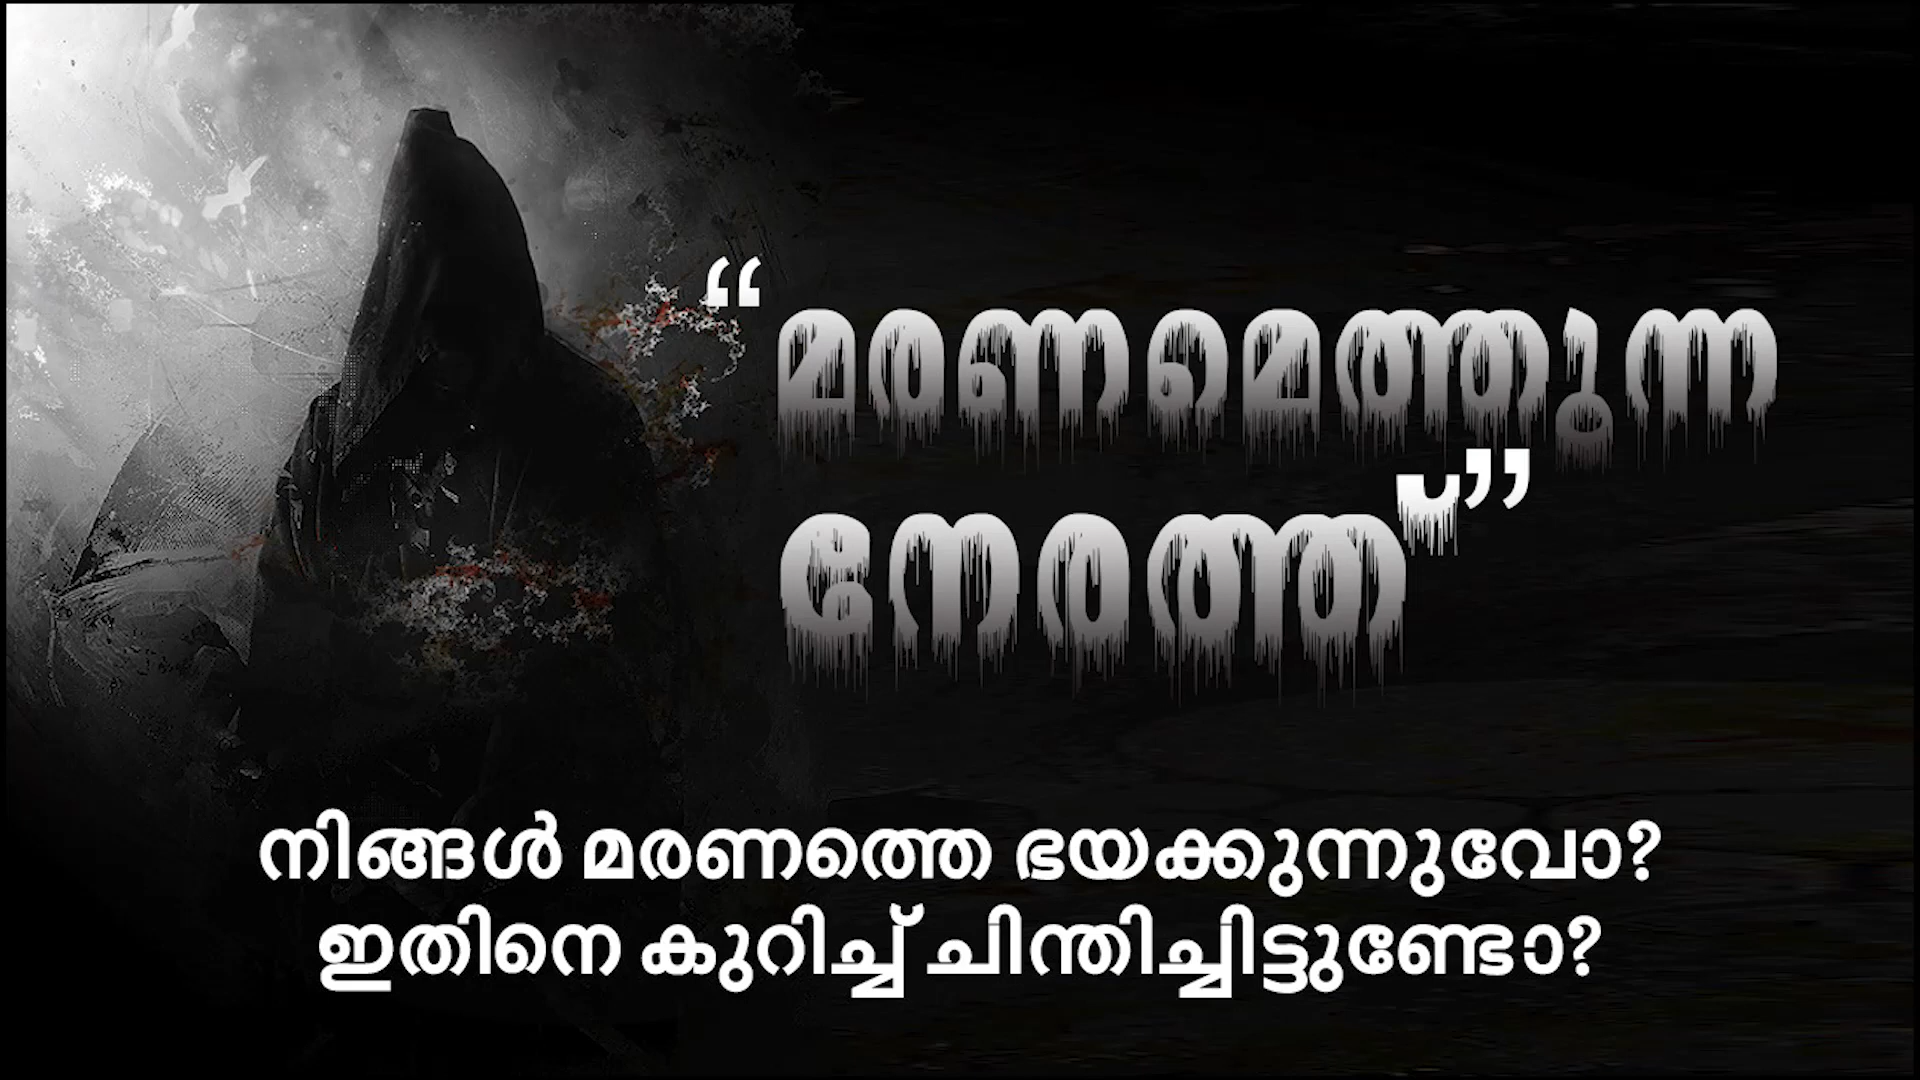 “മരണമെത്തുന്ന
നേരത്ത്”
നിങ്ങൾ മരണത്തെ ഭയക്കുന്നുവോ?
ഇതിനെ കുറിച്ച് ചിന്തിച്ചിട്ടുണ്ടോ?